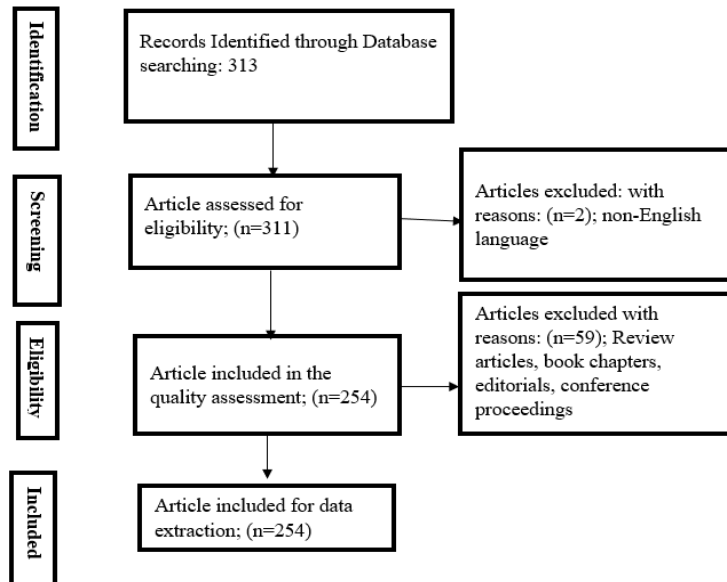 Identification
Records Identified through Database
searching: 313
Screening
Article assessed for
eligibility; (n=311)
Articles excluded: with
reasons: (n=2); non-English
language
Eligibility
Article included in the
quality assessment; (n=254)
Articles excluded with
reasons: (n=59); Review
articles, book chapters,
editorials, conference
proceedings
Included
Article included for data
extraction; (n=254)